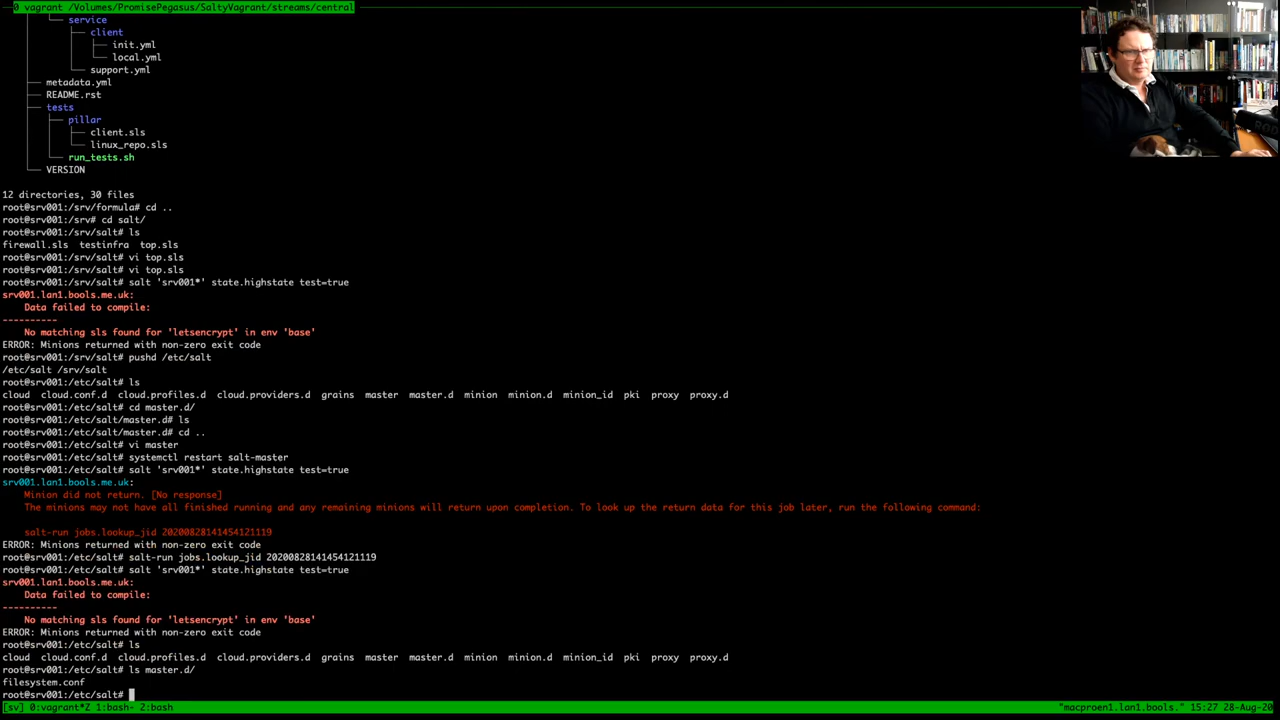 0 vagrant /Volumes/PromisePegasus/SaltyVagrant/streams/central
service
client
init.yml
local.yml
support.yml
metadata.yml
README.rst
tests
pillar
client.sls
linux_repo.sls
run_tests.sh
VERSION
12 directories, 30 files
root@srv001:/srv/formula# cd ..
root@srv001:/srv# cd salt/
root@srv001:/srv/salt# ls
firewall.sls  testinfra  top.sls
root@srv001:/srv/salt# vi top.sls
root@srv001:/srv/salt# vi top.sls
root@srv001:/srv/salt# salt 'srv001*' state.highstate test=true
srv001.lan1.bools.me.uk:
Data failed to compile:
----------
No matching sls found for 'letsencrypt' in env 'base'
ERROR: Minions returned with non-zero exit code
root@srv001:/srv/salt# pushd /etc/salt
/etc/salt /srv/salt
root@srv001:/etc/salt# ls
cloud  cloud.conf.d  cloud.profiles.d  cloud.providers.d  grains  master  master.d  minion  minion.d  minion_id  pki  proxy  proxy.d
root@srv001:/etc/salt# cd master.d/
root@srv001:/etc/salt/master.d# ls
root@srv001:/etc/salt/master.d# cd ..
root@srv001:/etc/salt# vi master
root@srv001:/etc/salt# systemctl restart salt-master
root@srv001:/etc/salt# salt 'srv001*' state.highstate test=true
srv001.lan1.bools.me.uk:
Minion did not return. [No response]
The minions may not have all finished running and any remaining minions will return upon completion. To look up the return data for this job later, run the following command:
salt-run jobs.lookup_jid 20200828141454121119
ERROR: Minions returned with non-zero exit code
root@srv001:/etc/salt# salt-run jobs.lookup_jid 20200828141454121119
root@srv001:/etc/salt# salt 'srv001*' state.highstate test=true
srv001.lan1.bools.me.uk:
Data failed to compile:
----------
No matching sls found for 'letsencrypt' in env 'base'
ERROR: Minions returned with non-zero exit code
root@srv001:/etc/salt# ls
cloud  cloud.conf.d  cloud.profiles.d  cloud.providers.d  grains  master  master.d  minion  minion.d  minion_id  pki  proxy  proxy.d
root@srv001:/etc/salt# ls master.d/
filesystem.conf
root@srv001:/etc/salt#
[sv] 0:vagrant*Z 1:bash- 2:bash "macproen1.lan1.bools." 15:27 28-Aug-20